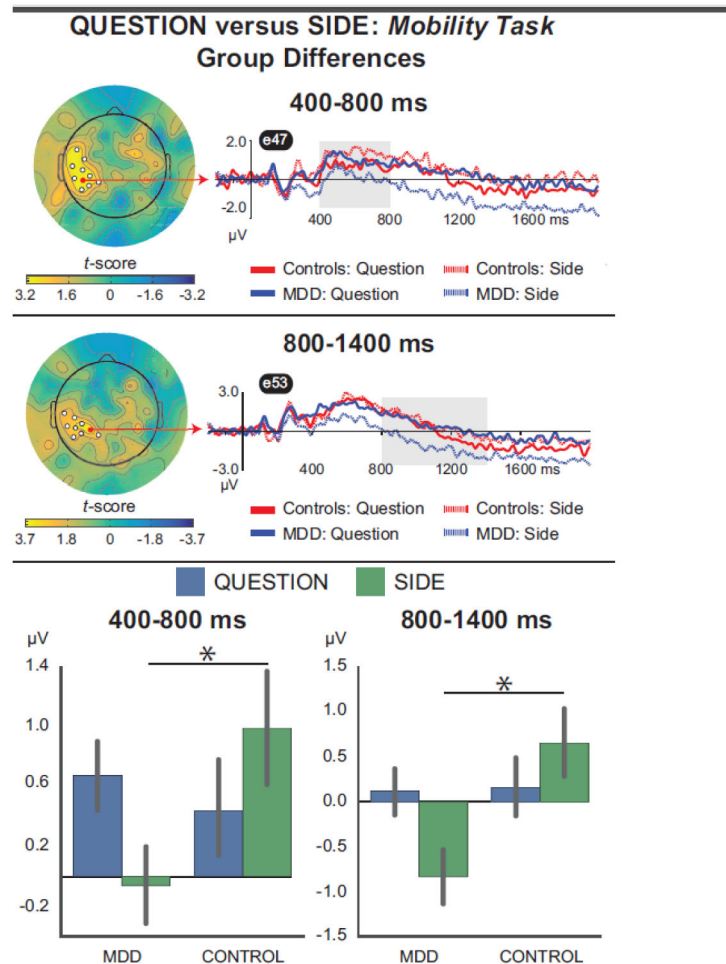 QUESTION versus SIDE: Mobility Task
Group Differences
400-800 ms
2.0
e47
-2.0
400 800 1200 1600 ms
µV
t-score
3.2 1.6 0 -1.6 -3.2
Controls: Question Controls: Side
MDD: Question MDD: Side
800-1400 ms
3.0
e53
-3.0
400 800 1200 1600 ms
µV
t-score
3.7 1.8 0 -1.8 -3.7
Controls: Question Controls: Side
MDD: Question MDD: Side
QUESTION SIDE
400-800 ms
µV
1.4
1.0
0.6
0.2
-0.2
*
MDD CONTROL
800-1400 ms
µV
1.5
1.0
0.5
0.0
-0.5
-1.0
-1.5
*
MDD CONTROL